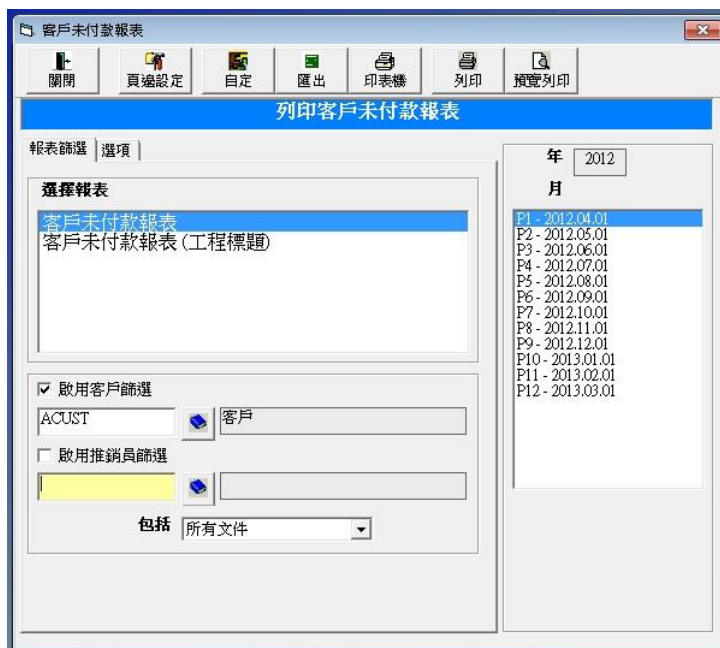 客戶未付款報表
關閉 頁邊設定 自定 匯出 印表機 列印 預覽列印
列印客戶未付款報表
報表篩選 選項
選擇報表
客戶未付款報表
客戶未付款報表 (工程標題)
啟用客戶篩選
ACUST 客戶
啟用推銷員篩選
包括 所有文件
年 2012
月
P1 - 2012.04.01
P2 - 2012.05.01
P3 - 2012.06.01
P4 - 2012.07.01
P5 - 2012.08.01
P6 - 2012.09.01
P7 - 2012.10.01
P8 - 2012.11.01
P9 - 2012.12.01
P10 - 2013.01.01
P11 - 2013.02.01
P12 - 2013.03.01